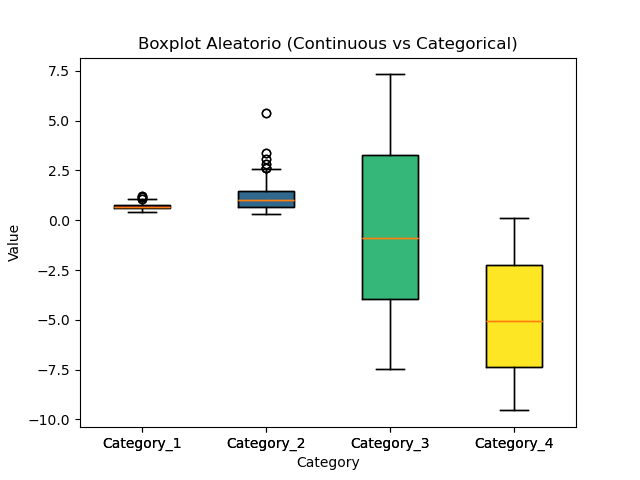 Boxplot Aleatorio (Continuous vs Categorical)
7.5
5.0
2.5
0.0
−2.5
−5.0
−7.5
−10.0
Value
Category_1 Category_2 Category_3 Category_4
Category